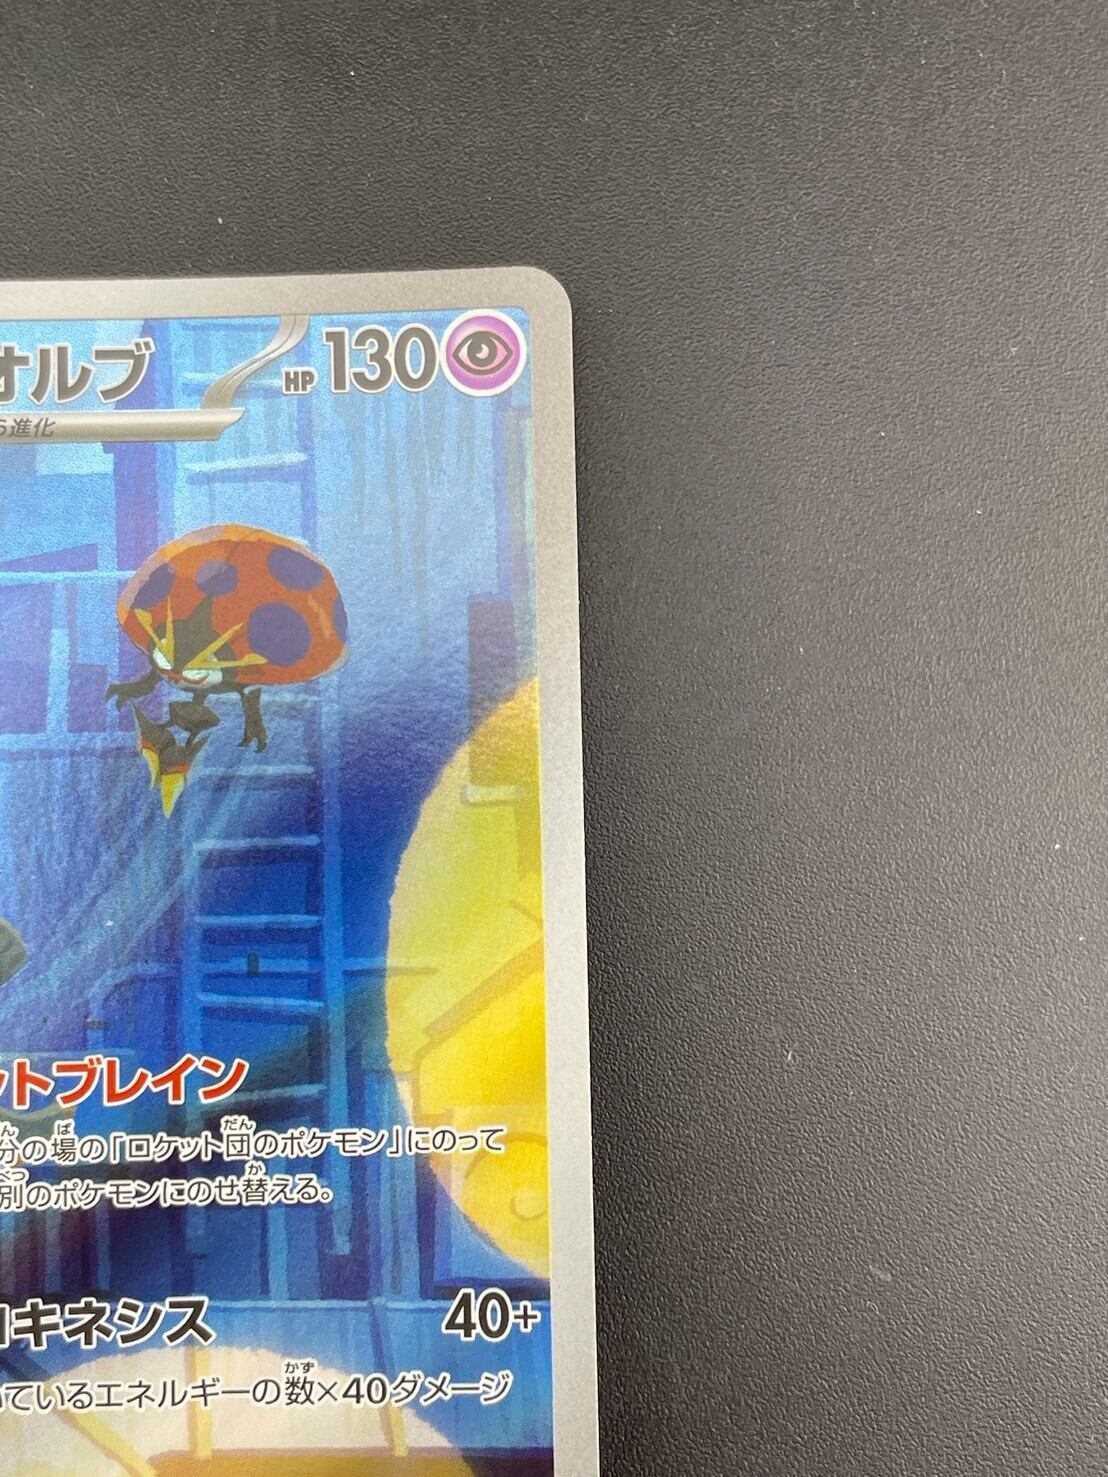 オルブ HP 130
ら進化
ットブレイン
分の場の「ロケット団のポケモン」にのって
別のポケモンにのせ替える。
コキネシス 40+
いているエネルギーの数×40ダメージ